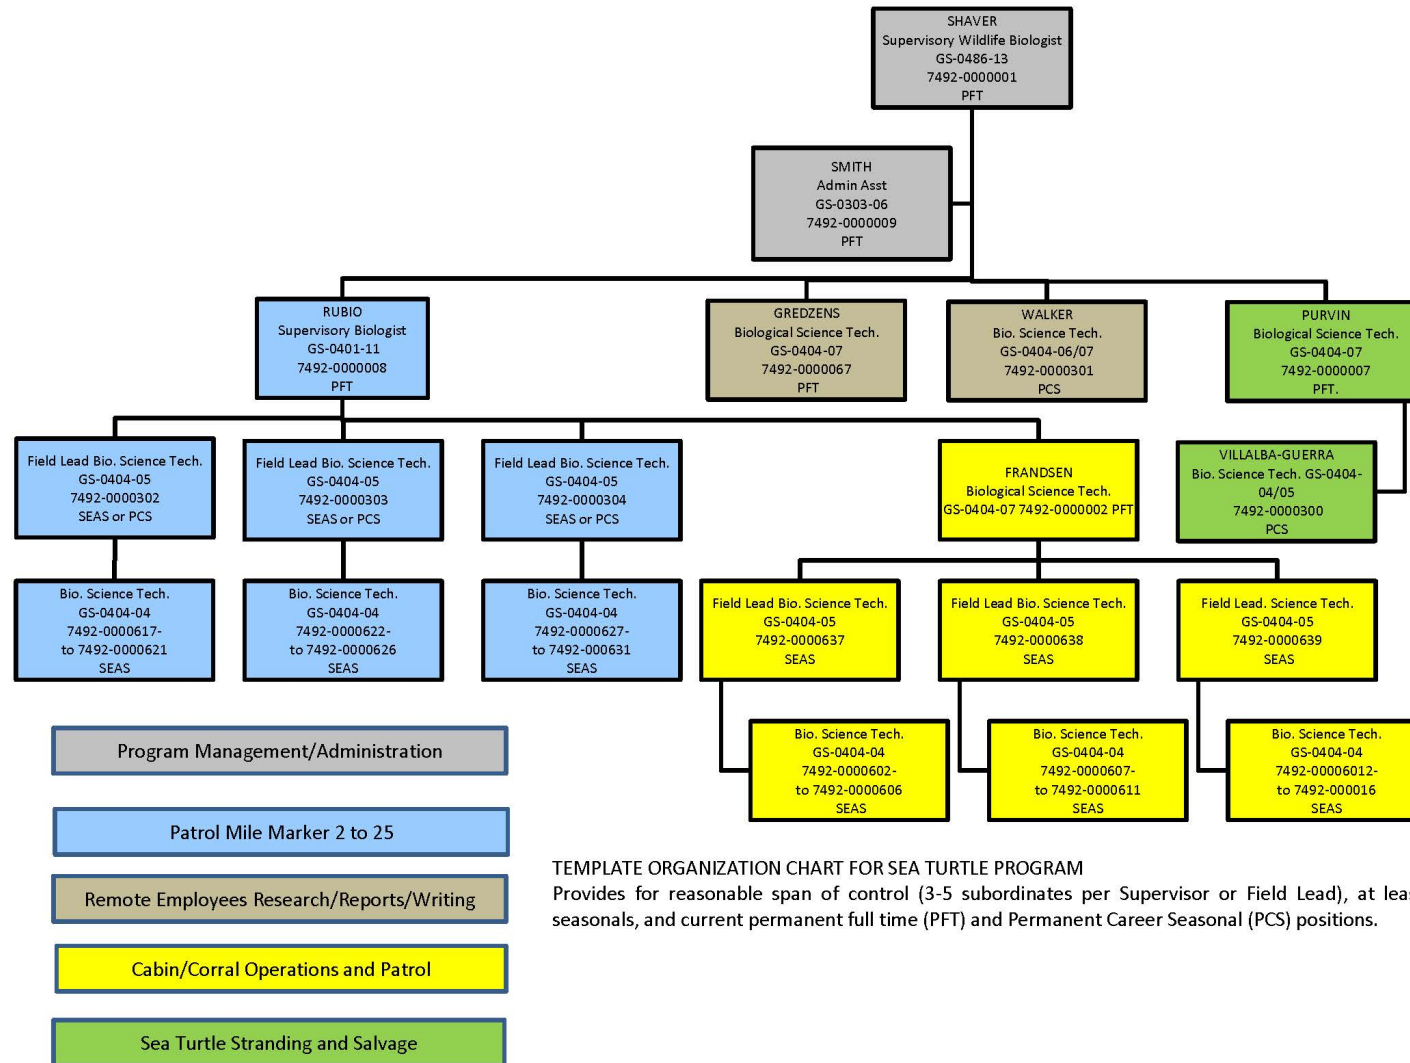 SHAVER
Supervisory Wildlife Biologist
GS-0486-13
7492-0000001
PFT
SMITH
Admin Asst
GS-0303-06
7492-0000009
PFT
RUBIO
Supervisory Biologist
GS-0401-11
7492-0000008
PFT
GREDZENS
Biological Science Tech.
GS-0404-07
7492-0000067
PFT
WALKER
Bio. Science Tech.
GS-0404-06/07
7492-0000301
PCS
PURVIN
Biological Science Tech.
GS-0404-07
7492-0000007
PFT.
Field Lead Bio. Science Tech.
GS-0404-05
7492-0000302
SEAS or PCS
Field Lead Bio. Science Tech.
GS-0404-05
7492-0000303
SEAS or PCS
Field Lead Bio. Science Tech.
GS-0404-05
7492-0000304
SEAS or PCS
FRANDSEN
Biological Science Tech.
GS-0404-07 7492-0000002 PFT
VILLALBA-GUERRA
Bio. Science Tech. GS-0404-
04/05
7492-0000300
PCS
Bio. Science Tech.
GS-0404-04
7492-0000617-
to 7492-0000621
SEAS
Bio. Science Tech.
GS-0404-04
7492-0000622-
to 7492-0000626
SEAS
Bio. Science Tech.
GS-0404-04
7492-0000627-
to 7492-000631
SEAS
Field Lead Bio. Science Tech.
GS-0404-05
7492-0000637
SEAS
Field Lead Bio. Science Tech.
GS-0404-05
7492-0000638
SEAS
Field Lead. Science Tech.
GS-0404-05
7492-0000639
SEAS
Bio. Science Tech.
GS-0404-04
7492-0000602-
to 7492-0000606
SEAS
Bio. Science Tech.
GS-0404-04
7492-0000607-
to 7492-0000611
SEAS
Bio. Science Tech.
GS-0404-04
7492-00006012-
to 7492-000016
SEAS
Program Management/Administration
Patrol Mile Marker 2 to 25
Remote Employees Research/Reports/Writing
Cabin/Corral Operations and Patrol
Sea Turtle Stranding and Salvage
TEMPLATE ORGANIZATION CHART FOR SEA TURTLE PROGRAM
Provides for reasonable span of control (3-5 subordinates per Supervisor or Field Lead), at leas
seasonals, and current permanent full time (PFT) and Permanent Career Seasonal (PCS) positions.